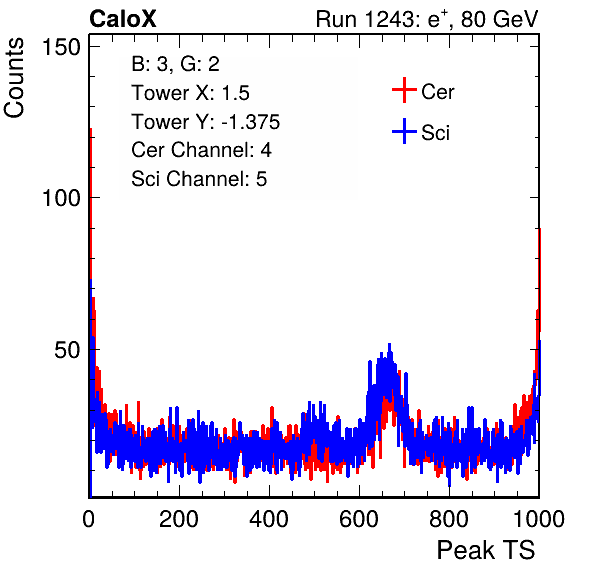 CaloX Run 1243: e⁺, 80 GeV
Counts
150
100
50
B: 3, G: 2
Tower X: 1.5
Tower Y: -1.375
Cer Channel: 4
Sci Channel: 5
Cer
Sci
0 200 400 600 800 1000
Peak TS